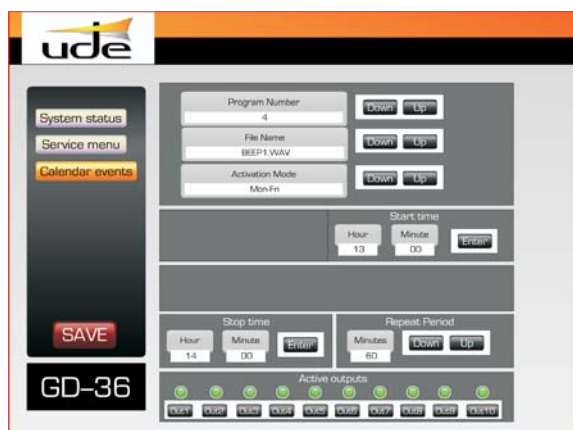 ude
System status
Service menu
Calendar events
SAVE
GD-36
Program Number
4
Down Up
File Name
BEEP1.WAV
Down Up
Activation Mode
Mon-Fri
Down Up
Start time
Hour Minute
13 00
Enter
Stop time
Hour Minute
14 00
Enter
Repeat Period
Minutes
60
Down Up
Active outputs
Out1 Out2 Out3 Out4 Out5 Out6 Out7 Out8 Out9 Out10